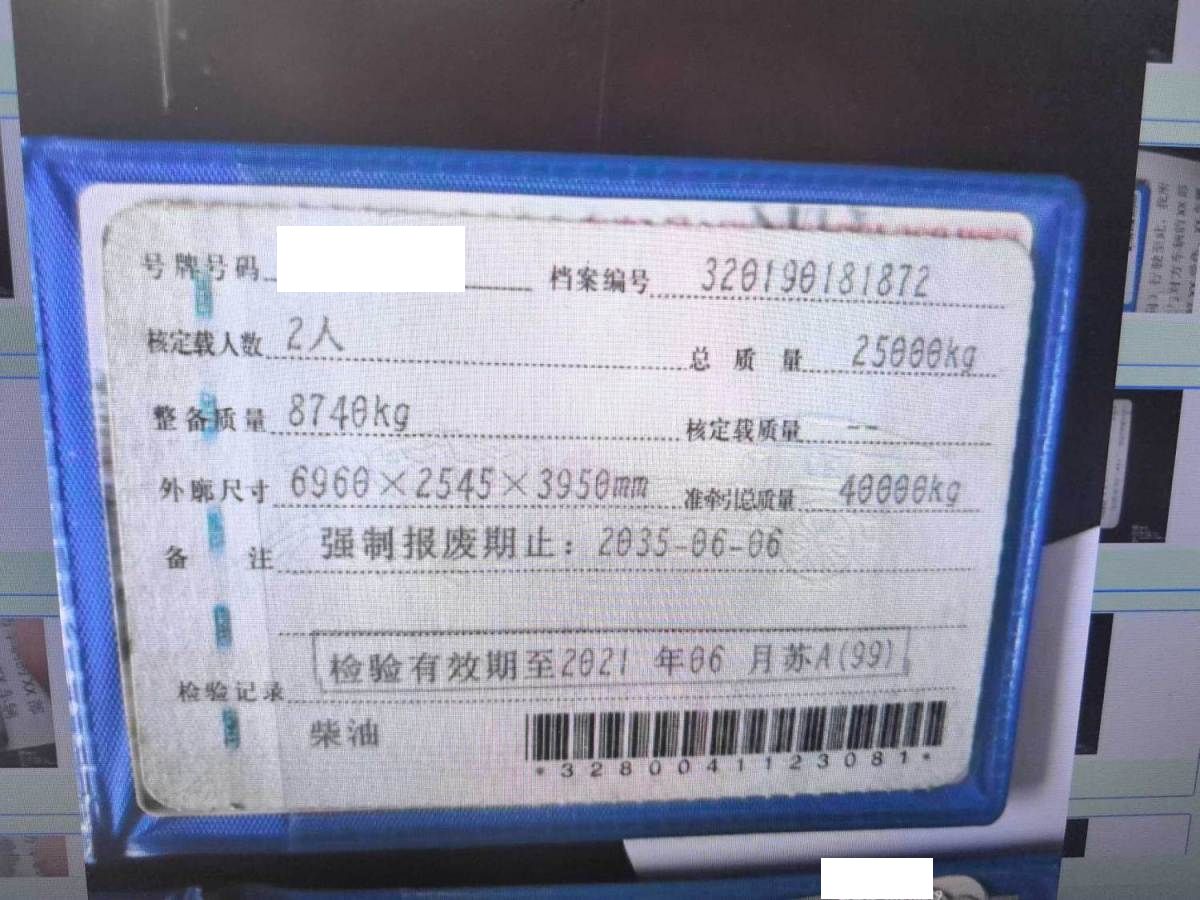 号牌号码 档案编号 320190181872
核定载人数 2人 总质量 25000kg
整备质量 8740kg 核定载质量 --
外廓尺寸 6960×2545×3950mm 准牵引总质量 40000kg
备注 强制报废期止：2035-06-06
检验记录 检验有效期至2021 年06 月苏A(99)
柴油
*3280041123081*